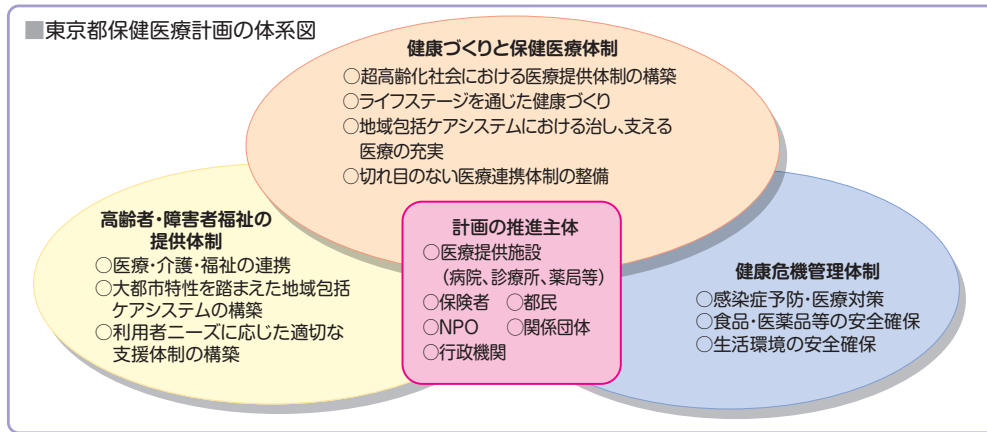 ■東京都保健医療計画の体系図
健康づくりと保健医療体制
○超高齢化社会における医療提供体制の構築
○ライフステージを通じた健康づくり
○地域包括ケアシステムにおける治し、支える
医療の充実
○切れ目のない医療連携体制の整備
高齢者・障害者福祉の
提供体制
○医療・介護・福祉の連携
○大都市特性を踏まえた地域包括
ケアシステムの構築
○利用者ニーズに応じた適切な
支援体制の構築
計画の推進主体
○医療提供施設
(病院、診療所、薬局等)
○保険者 ○都民
○NPO ○関係団体
○行政機関
健康危機管理体制
○感染症予防・医療対策
○食品・医薬品等の安全確保
○生活環境の安全確保